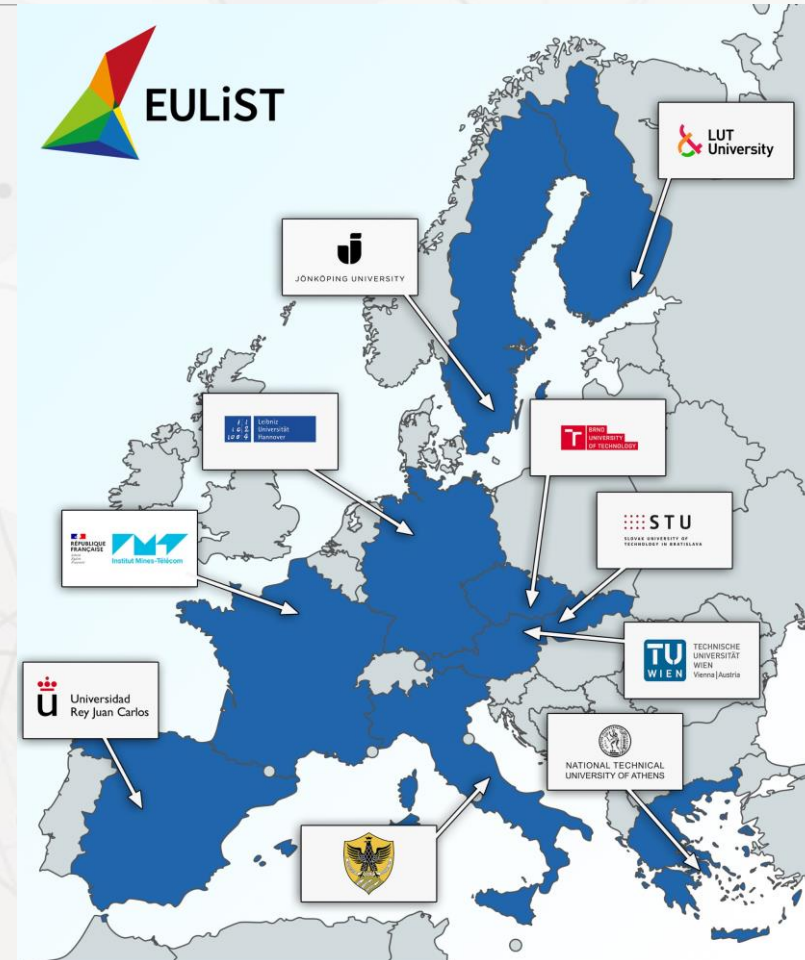 EULiST
LUT
University
JÖNKÖPING UNIVERSITY
Leibniz
Universität
Hannover
BRNO
UNIVERSITY
OF TECHNOLOGY
STU
SLOVAK UNIVERSITY OF
TECHNOLOGY IN BRATISLAVA
RÉPUBLIQUE
FRANÇAISE
Institut Mines-Télécom
TU
WIEN
TECHNISCHE
UNIVERSITÄT
WIEN
Vienna | Austria
Universidad
Rey Juan Carlos
NATIONAL TECHNICAL
UNIVERSITY OF ATHENS